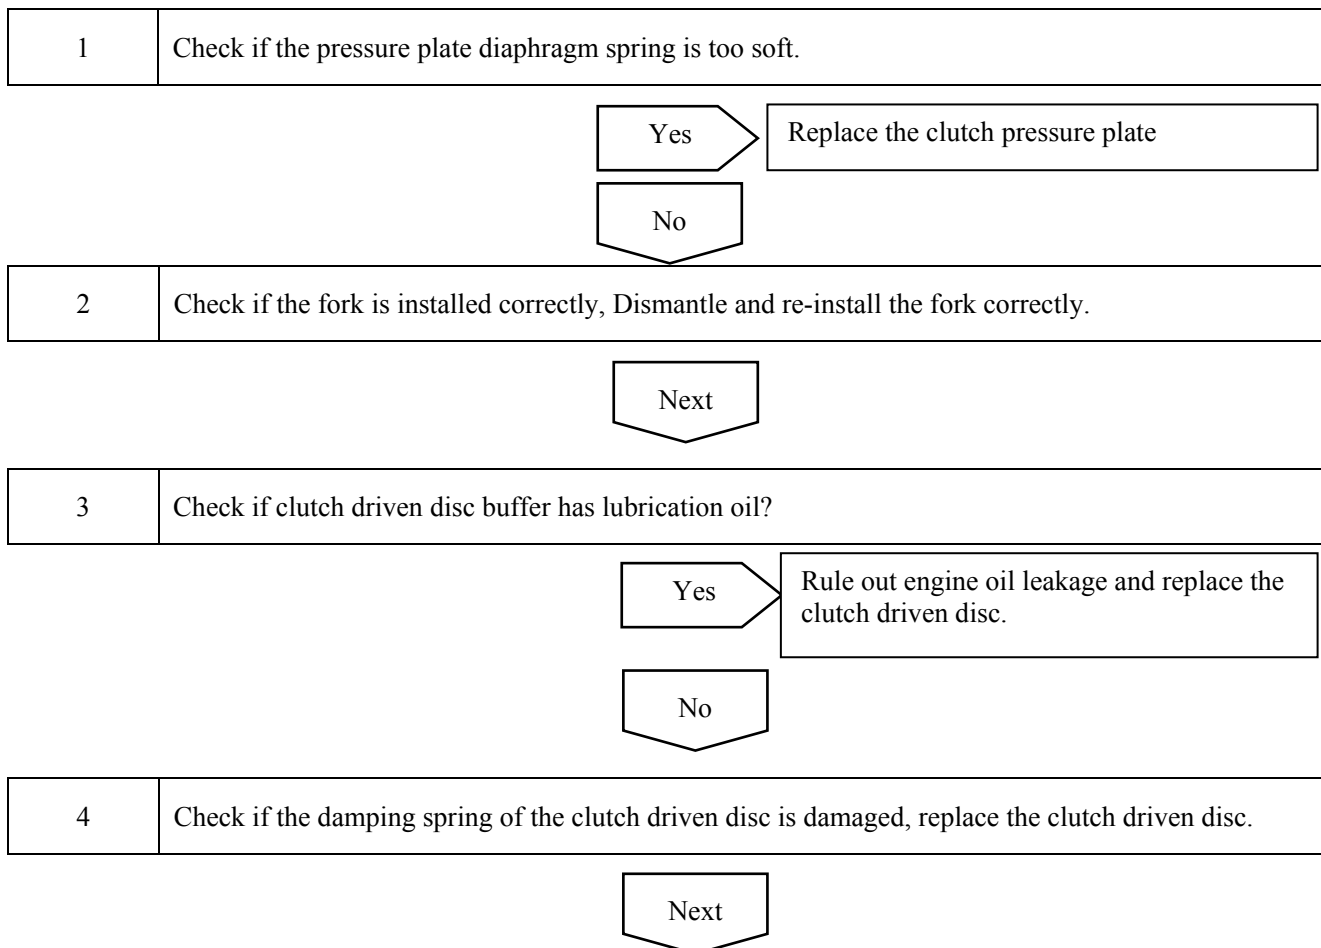 1
Check if the pressure plate diaphragm spring is too soft.
Yes
Replace the clutch pressure plate
No
2
Check if the fork is installed correctly, Dismantle and re-install the fork correctly.
Next
3
Check if clutch driven disc buffer has lubrication oil?
Yes
Rule out engine oil leakage and replace the
clutch driven disc.
No
4
Check if the damping spring of the clutch driven disc is damaged, replace the clutch driven disc.
Next